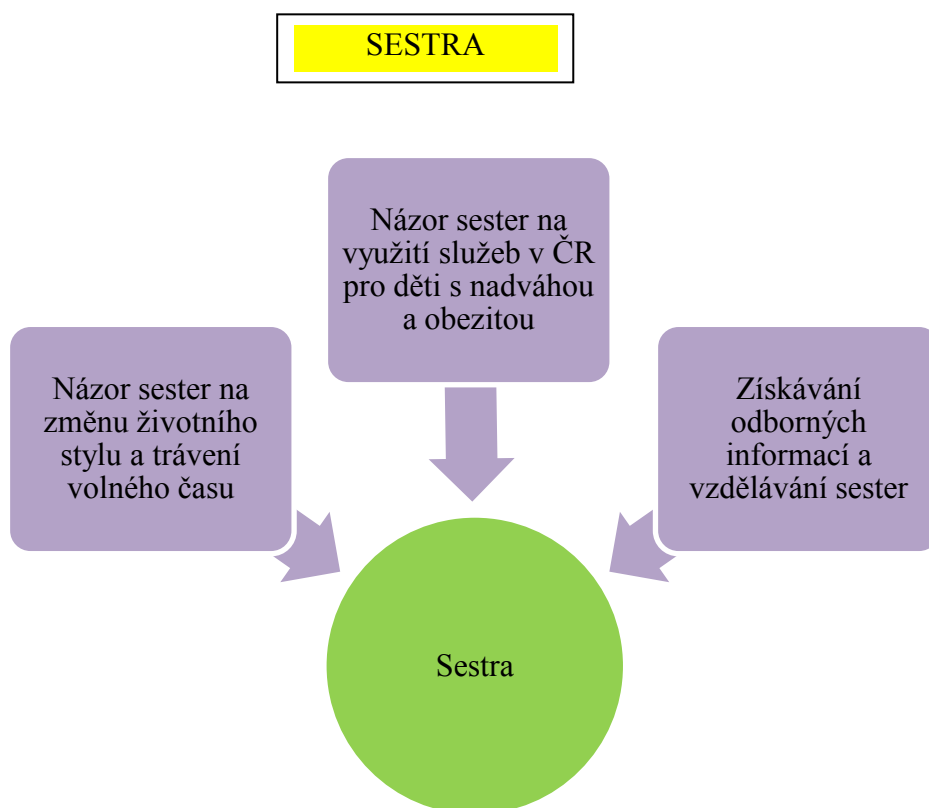 SESTRA
Názor sester na
využití služeb v ČR
pro děti s nadváhou
a obezitou
Názor sester na
změnu životního
stylu a trávení
volného času
Získávání
odborných
informací a
vzdělávání sester
Sestra